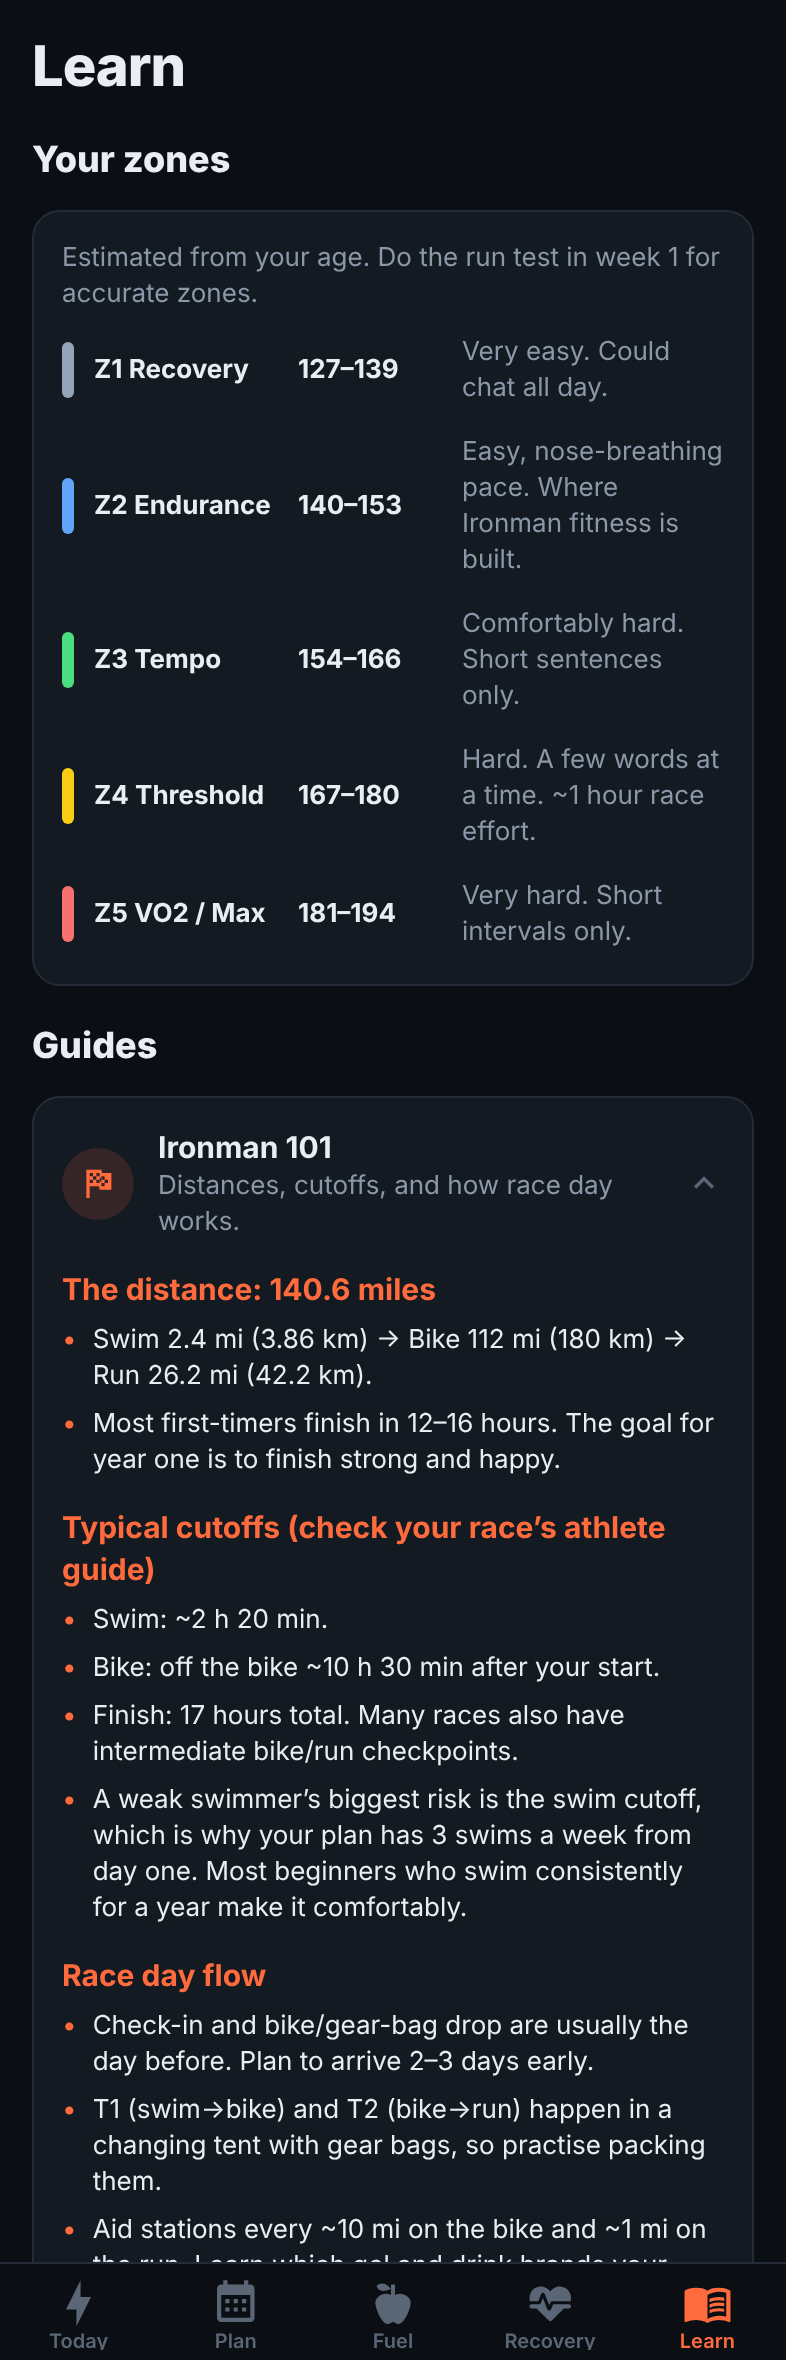 Learn
Your zones
Estimated from your age. Do the run test in week 1 for
accurate zones.
Z1 Recovery 127–139 Very easy. Could
chat all day.
Z2 Endurance 140–153 Easy, nose-breathing
pace. Where
Ironman fitness is
built.
Z3 Tempo 154–166 Comfortably hard.
Short sentences
only.
Z4 Threshold 167–180 Hard. A few words at
a time. ~1 hour race
effort.
Z5 VO2 / Max 181–194 Very hard. Short
intervals only.
Guides
Ironman 101
Distances, cutoffs, and how race day
works.
The distance: 140.6 miles
• Swim 2.4 mi (3.86 km) → Bike 112 mi (180 km) →
Run 26.2 mi (42.2 km).
• Most first-timers finish in 12–16 hours. The goal for
year one is to finish strong and happy.
Typical cutoffs (check your race’s athlete
guide)
• Swim: ~2 h 20 min.
• Bike: off the bike ~10 h 30 min after your start.
• Finish: 17 hours total. Many races also have
intermediate bike/run checkpoints.
• A weak swimmer’s biggest risk is the swim cutoff,
which is why your plan has 3 swims a week from
day one. Most beginners who swim consistently
for a year make it comfortably.
Race day flow
• Check-in and bike/gear-bag drop are usually the
day before. Plan to arrive 2–3 days early.
• T1 (swim→bike) and T2 (bike→run) happen in a
changing tent with gear bags, so practise packing
them.
• Aid stations every ~10 mi on the bike and ~1 mi on
the run. Learn which gel and drink brands your
Today
Plan
Fuel
Recovery
Learn